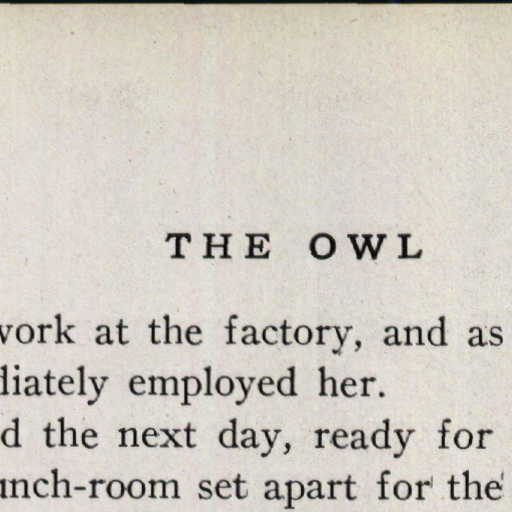 THE OWL
work at the factory, and as
diately employed her.
d the next day, ready for
unch-room set apart for the